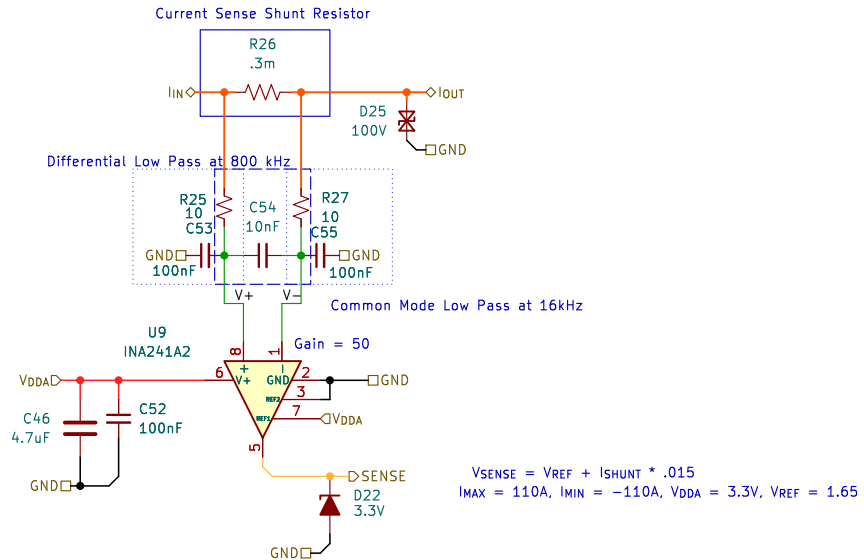 Current Sense Shunt Resistor
R26
.3m
IIN
IOUT
D25
100V
GND
Differential Low Pass at 800 kHz
R25
10
C54
10nF
R27
10
C53
C55
GND
100nF
GND
100nF
V+
V-
Common Mode Low Pass at 16kHz
U9
INA241A2
Gain = 50
8
1
+
-
VDDA
6
V+
GND
2
GND
REF2
3
REF1
7
VDDA
C46
4.7uF
C52
100nF
5
GND
SENSE
D22
3.3V
GND
VSENSE = VREF + ISHUNT * .015
IMAX = 110A, IMIN = -110A, VDDA = 3.3V, VREF = 1.65